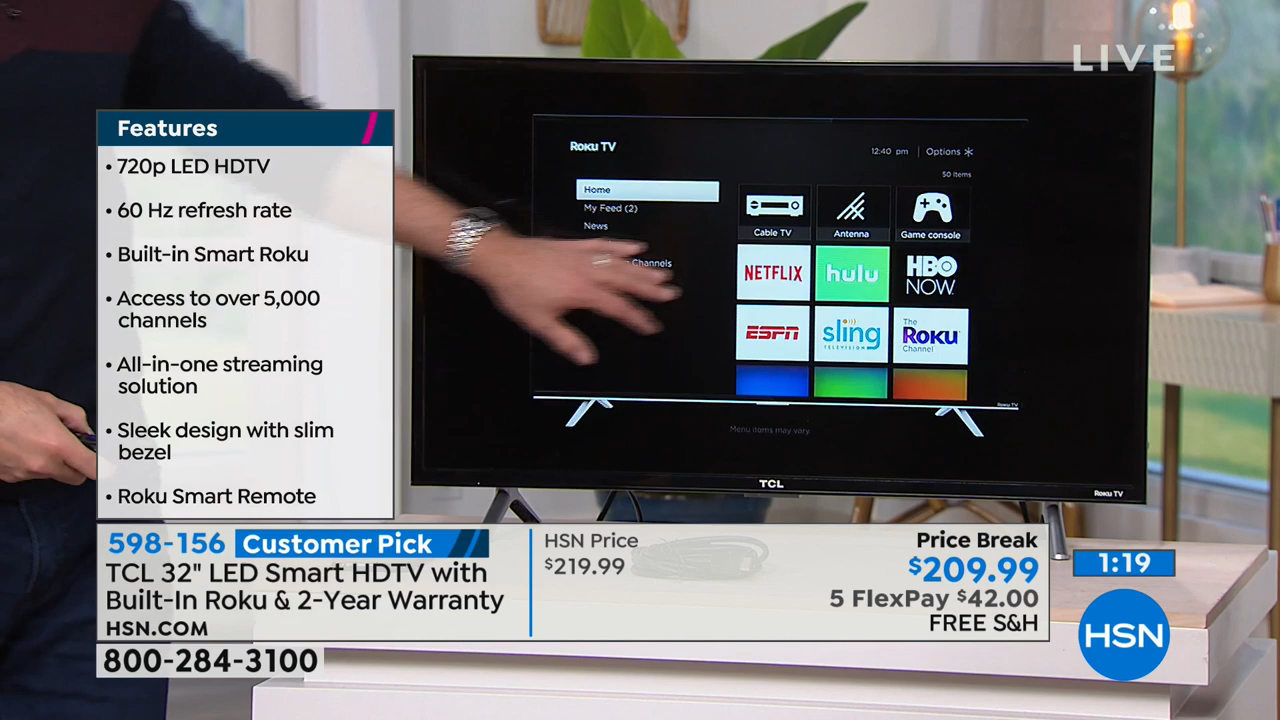 LIVE
Features
• 720p LED HDTV
• 60 Hz refresh rate
• Built-in Smart Roku
• Access to over 5,000
channels
• All-in-one streaming
solution
• Sleek design with slim
bezel
• Roku Smart Remote
Roku TV
12:40 pm | Options
50 items
Home
My Feed (2)
News
Channels
Cable TV
Antenna
Game console
NETFLIX
hulu
HBO
NOW
ESPN
sling
TELEVISION
The
Roku
Channel
Roku TV
Menu items may vary.
TCL
Roku TV
598-156 Customer Pick
TCL 32" LED Smart HDTV with
Built-In Roku & 2-Year Warranty
HSN.COM
HSN Price
$219.99
Price Break
$209.99
5 FlexPay $42.00
FREE S&H
1:19
HSN
800-284-3100